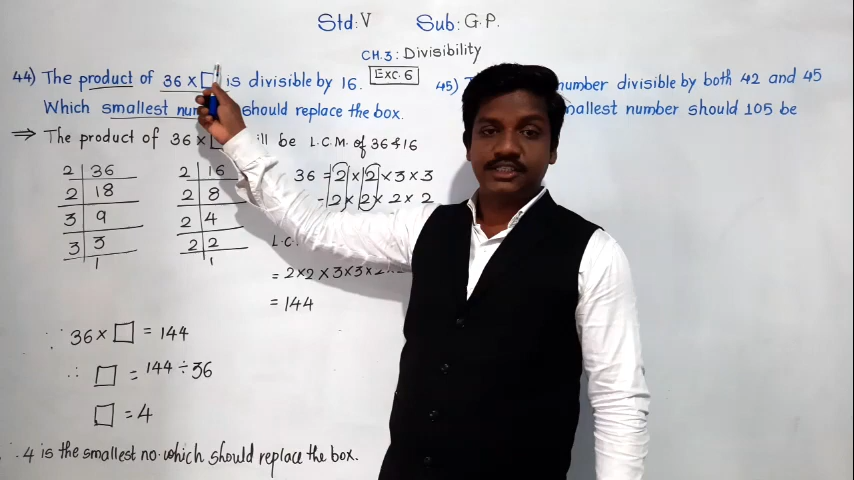 Std: V Sub: G.P.
CH.3: Divisibility
Exc. 6
44) The product of 36 × □ is divisible by 16.
Which smallest should replace the box.
⇒ The product of 36 × be L.C.M. of 36 & 16
2 | 36
2 | 18
3 | 9
3 | 3
1
2 | 16
2 | 8
2 | 4
2 | 2
1
36 = 2 × 2 × 3 × 3
= 2 × 2 × 2 × 2
= 2 × 2 × 3 × 3 ×
= 144
∵ 36 × □ = 144
∴ □ = 144 ÷ 36
□ = 4
∴ 4 is the smallest no. which should replace the box.
45) number divisible by both 42 and 45
smallest number should 105 be